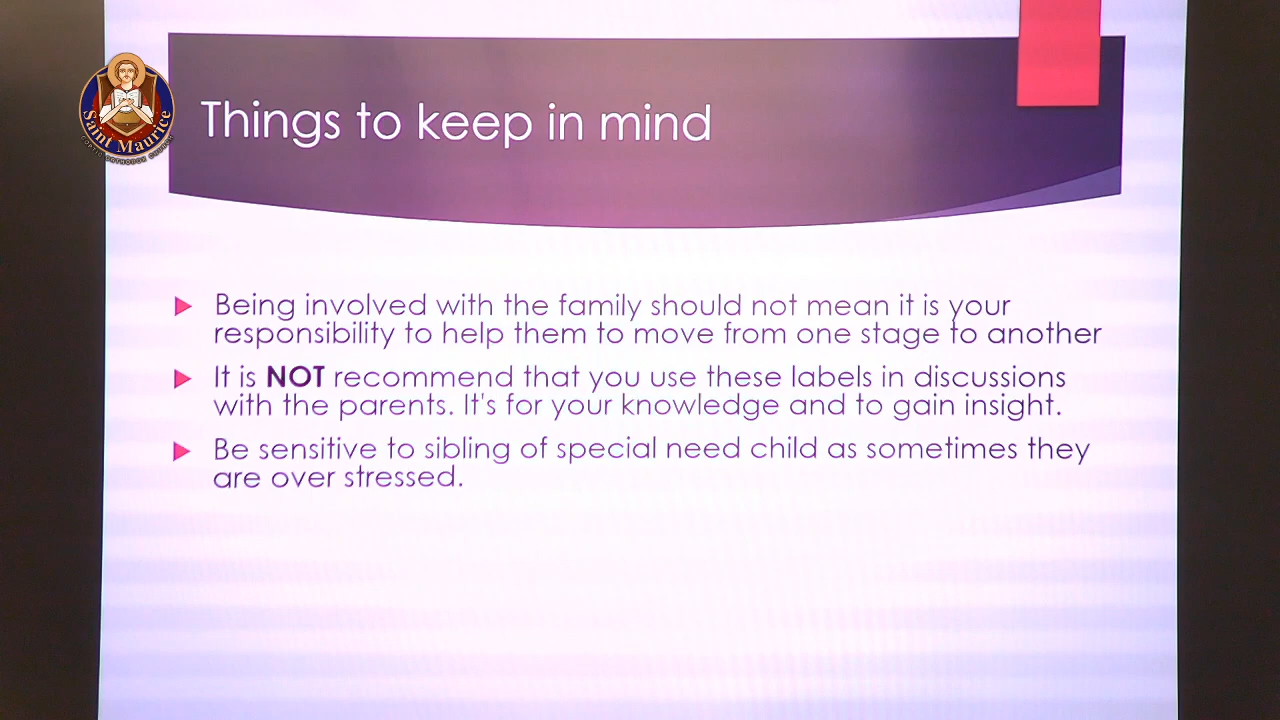 Saint Maurice
COPTIC ORTHODOX CHURCH
Things to keep in mind
Being involved with the family should not mean it is your
responsibility to help them to move from one stage to another
It is NOT recommend that you use these labels in discussions
with the parents. It's for your knowledge and to gain insight.
Be sensitive to sibling of special need child as sometimes they
are over stressed.